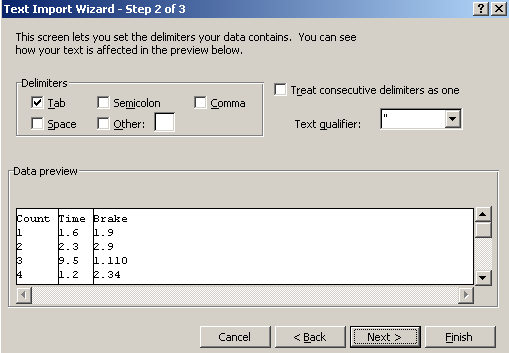 Text Import Wizard - Step 2 of 3
This screen lets you set the delimiters your data contains. You can see
how your text is affected in the preview below.
Delimiters
Tab
Semicolon
Comma
Space
Other:
Treat consecutive delimiters as one
Text qualifier:
"
Data preview
Count Time Brake
1 1.6 1.9
2 2.3 2.9
3 9.5 1.110
4 1.2 2.34
Cancel
< Back
Next >
Finish